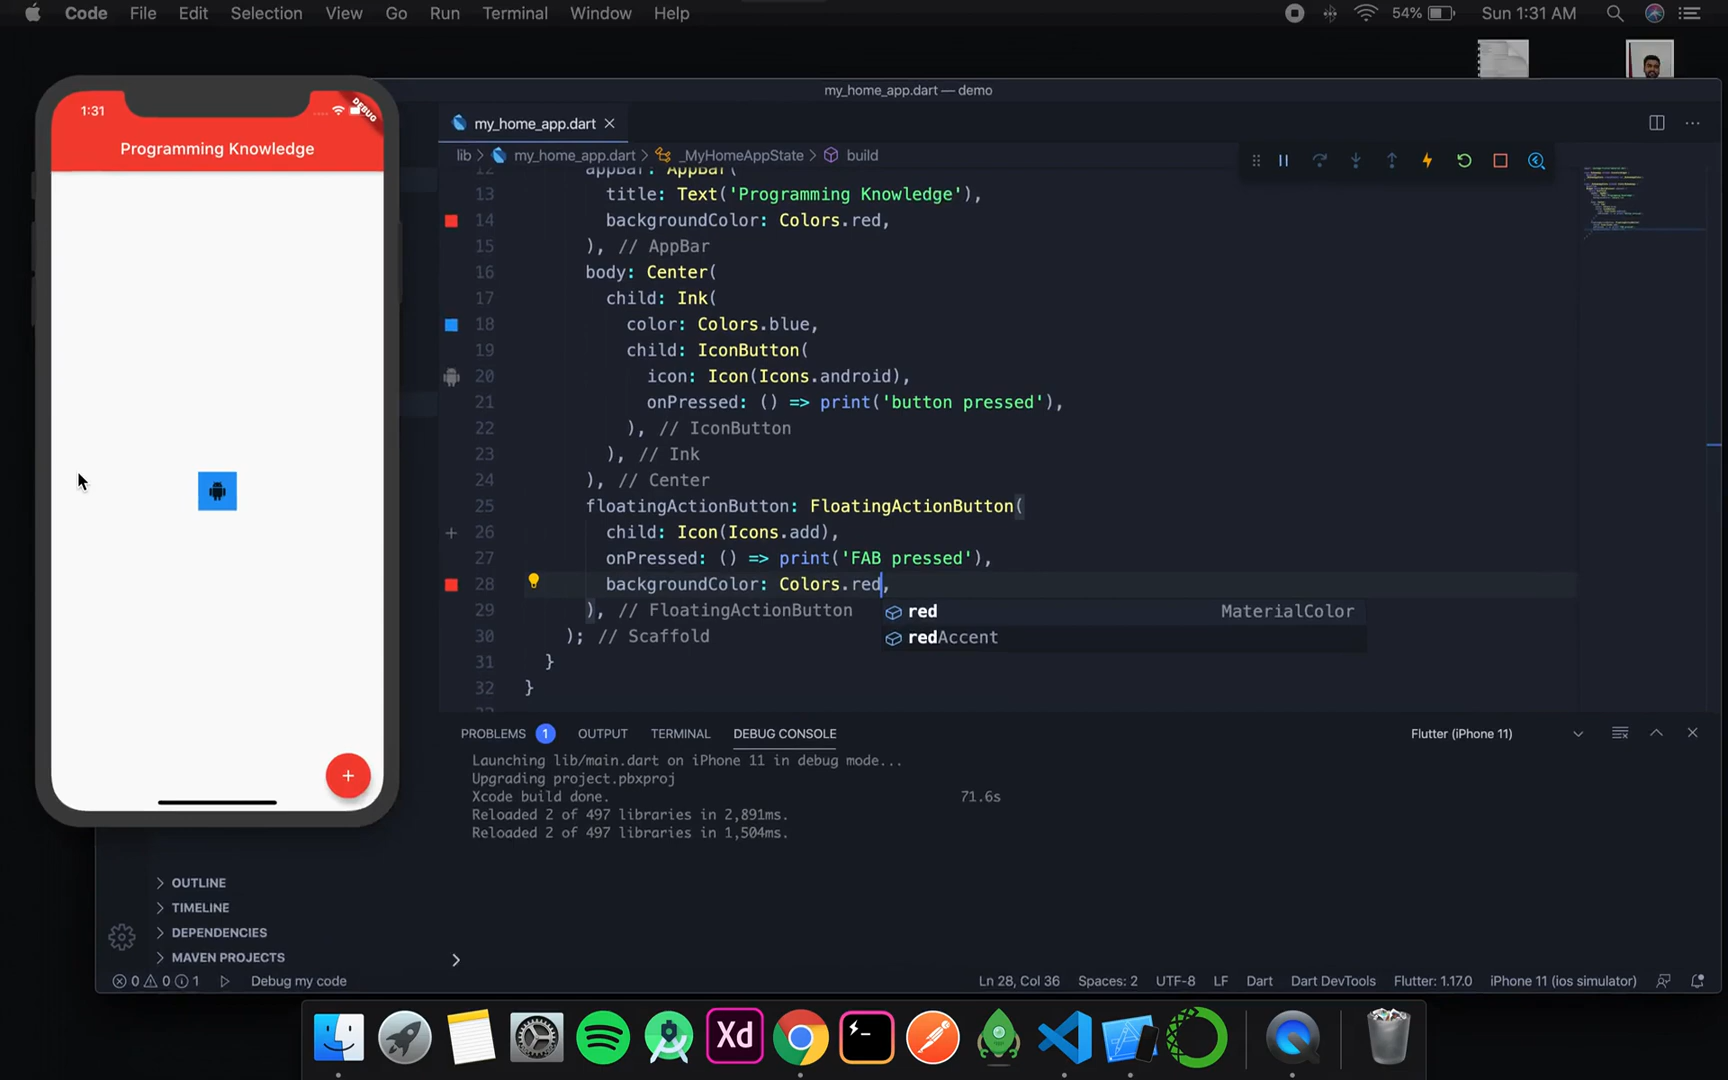 Code File Edit Selection View Go Run Terminal Window Help
54% Sun 1:31 AM
my_home_app.dart — demo
1:31
DEBUG
Programming Knowledge
my_home_app.dart
lib > my_home_app.dart > _MyHomeAppState > build
12 appBar: AppBar(
13 title: Text('Programming Knowledge'),
14 backgroundColor: Colors.red,
15 ), // AppBar
16 body: Center(
17 child: Ink(
18 color: Colors.blue,
19 child: IconButton(
20 icon: Icon(Icons.android),
21 onPressed: () => print('button pressed'),
22 ), // IconButton
23 ), // Ink
24 ), // Center
25 floatingActionButton: FloatingActionButton(
26 child: Icon(Icons.add),
27 onPressed: () => print('FAB pressed'),
28 backgroundColor: Colors.red,
29 ), // FloatingActionButton
red MaterialColor
30 ); // Scaffold
redAccent
31 }
32 }
PROBLEMS 1 OUTPUT TERMINAL DEBUG CONSOLE Flutter (iPhone 11)
Launching lib/main.dart on iPhone 11 in debug mode...
Upgrading project.pbxproj
Xcode build done. 71.6s
Reloaded 2 of 497 libraries in 2,891ms.
Reloaded 2 of 497 libraries in 1,504ms.
OUTLINE
TIMELINE
DEPENDENCIES
MAVEN PROJECTS
0 0 1 Debug my code Ln 28, Col 36 Spaces: 2 UTF-8 LF Dart Dart DevTools Flutter: 1.17.0 iPhone 11 (ios simulator)
Xd